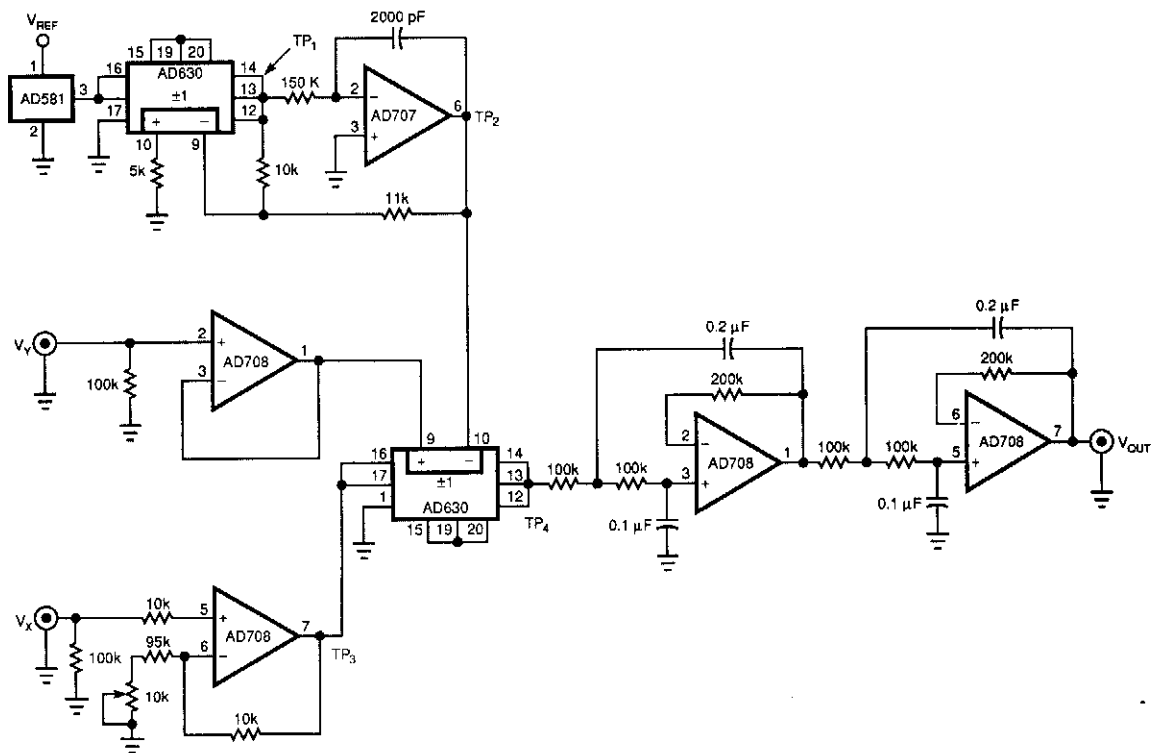 V_REF
1
AD581
3
2
15 19 20
AD630
±1
16
17
14
13
12
+ −
10 9
TP₁
5k
10k
150 K
2000 pF
2
−
AD707
3
+
6
TP₂
11k
V_Y
100k
2
+
AD708
1
3
−
9 10
+ −
16
17
1
±1
AD630
14
13
12
15 19 20
TP₄
100k
100k
0.1 µF
0.2 µF
200k
2
−
3
+
AD708
1
100k
100k
0.1 µF
0.2 µF
200k
6
−
5
+
AD708
7
V_OUT
V_X
100k
10k
95k
10k
5
+
6
−
AD708
7
TP₃
10k